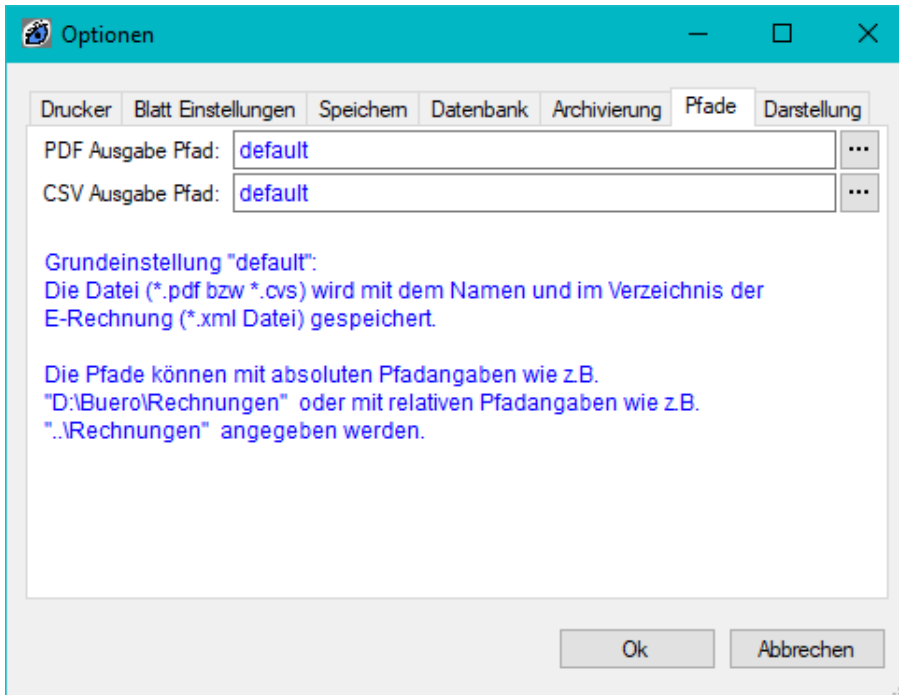 Optionen
Drucker Blatt Einstellungen Speichern Datenbank Archivierung Pfade Darstellung
PDF Ausgabe Pfad: default ...
CSV Ausgabe Pfad: default ...
Grundeinstellung "default":
Die Datei (*.pdf bzw *.cvs) wird mit dem Namen und im Verzeichnis der
E-Rechnung (*.xml Datei) gespeichert.
Die Pfade können mit absoluten Pfadangaben wie z.B.
"D:\Buero\Rechnungen" oder mit relativen Pfadangaben wie z.B.
"..\Rechnungen" angegeben werden.
Ok Abbrechen